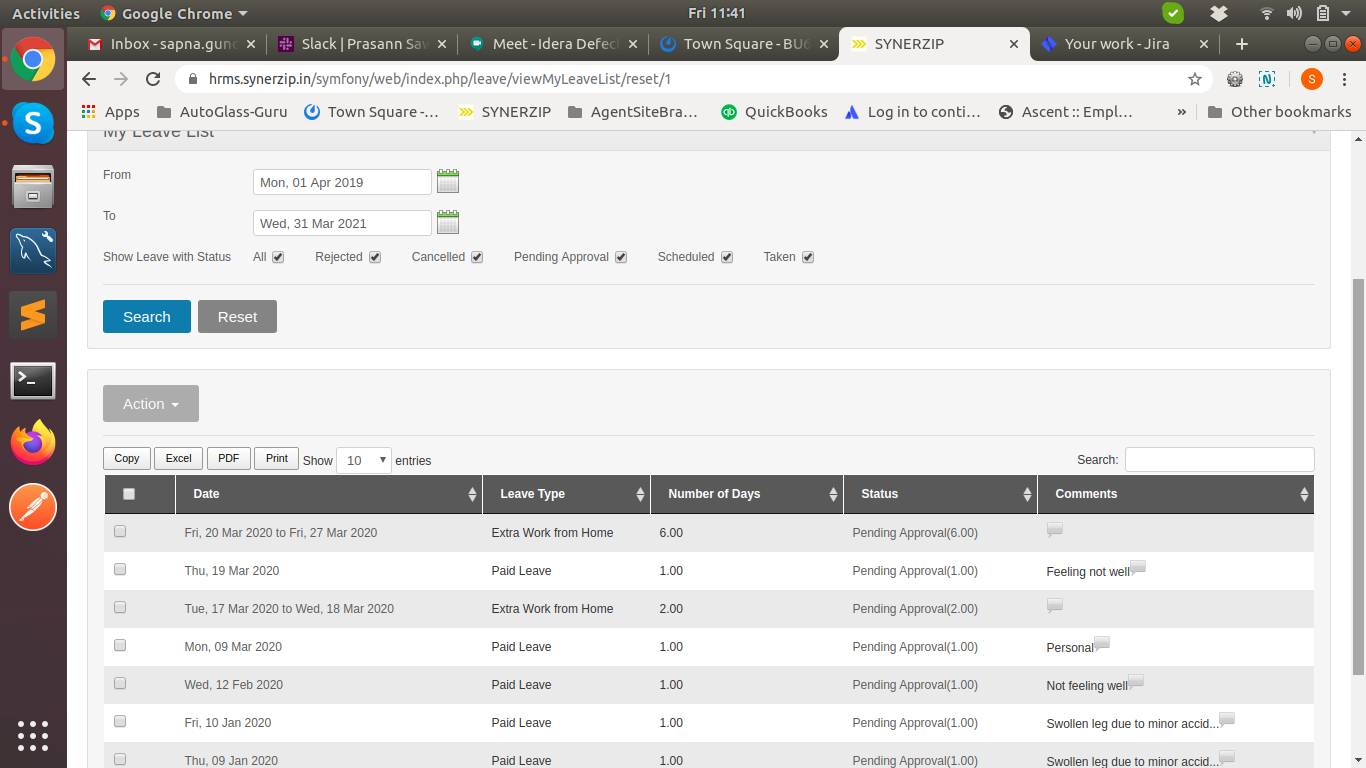 Activities Google Chrome Fri 11:41
Inbox - sapna.gund Slack | Prasann Sav Meet - Idera Defec Town Square - BU6 SYNERZIP Your work - Jira
hrms.synerzip.in/symfony/web/index.php/leave/viewMyLeaveList/reset/1 S
Apps AutoGlass-Guru Town Square -... SYNERZIP AgentSiteBra... QuickBooks Log in to conti... Ascent :: Empl... » Other bookmarks
My Leave List
From Mon, 01 Apr 2019
To Wed, 31 Mar 2021
Show Leave with Status All Rejected Cancelled Pending Approval Scheduled Taken
Search Reset
Action
Copy Excel PDF Print Show 10 entries Search:
Date Leave Type Number of Days Status Comments
Fri, 20 Mar 2020 to Fri, 27 Mar 2020 Extra Work from Home 6.00 Pending Approval(6.00)
Thu, 19 Mar 2020 Paid Leave 1.00 Pending Approval(1.00) Feeling not well
Tue, 17 Mar 2020 to Wed, 18 Mar 2020 Extra Work from Home 2.00 Pending Approval(2.00)
Mon, 09 Mar 2020 Paid Leave 1.00 Pending Approval(1.00) Personal
Wed, 12 Feb 2020 Paid Leave 1.00 Pending Approval(1.00) Not feeling well
Fri, 10 Jan 2020 Paid Leave 1.00 Pending Approval(1.00) Swollen leg due to minor accid...
Thu, 09 Jan 2020 Paid Leave 1.00 Pending Approval(1.00) Swollen leg due to minor accid...